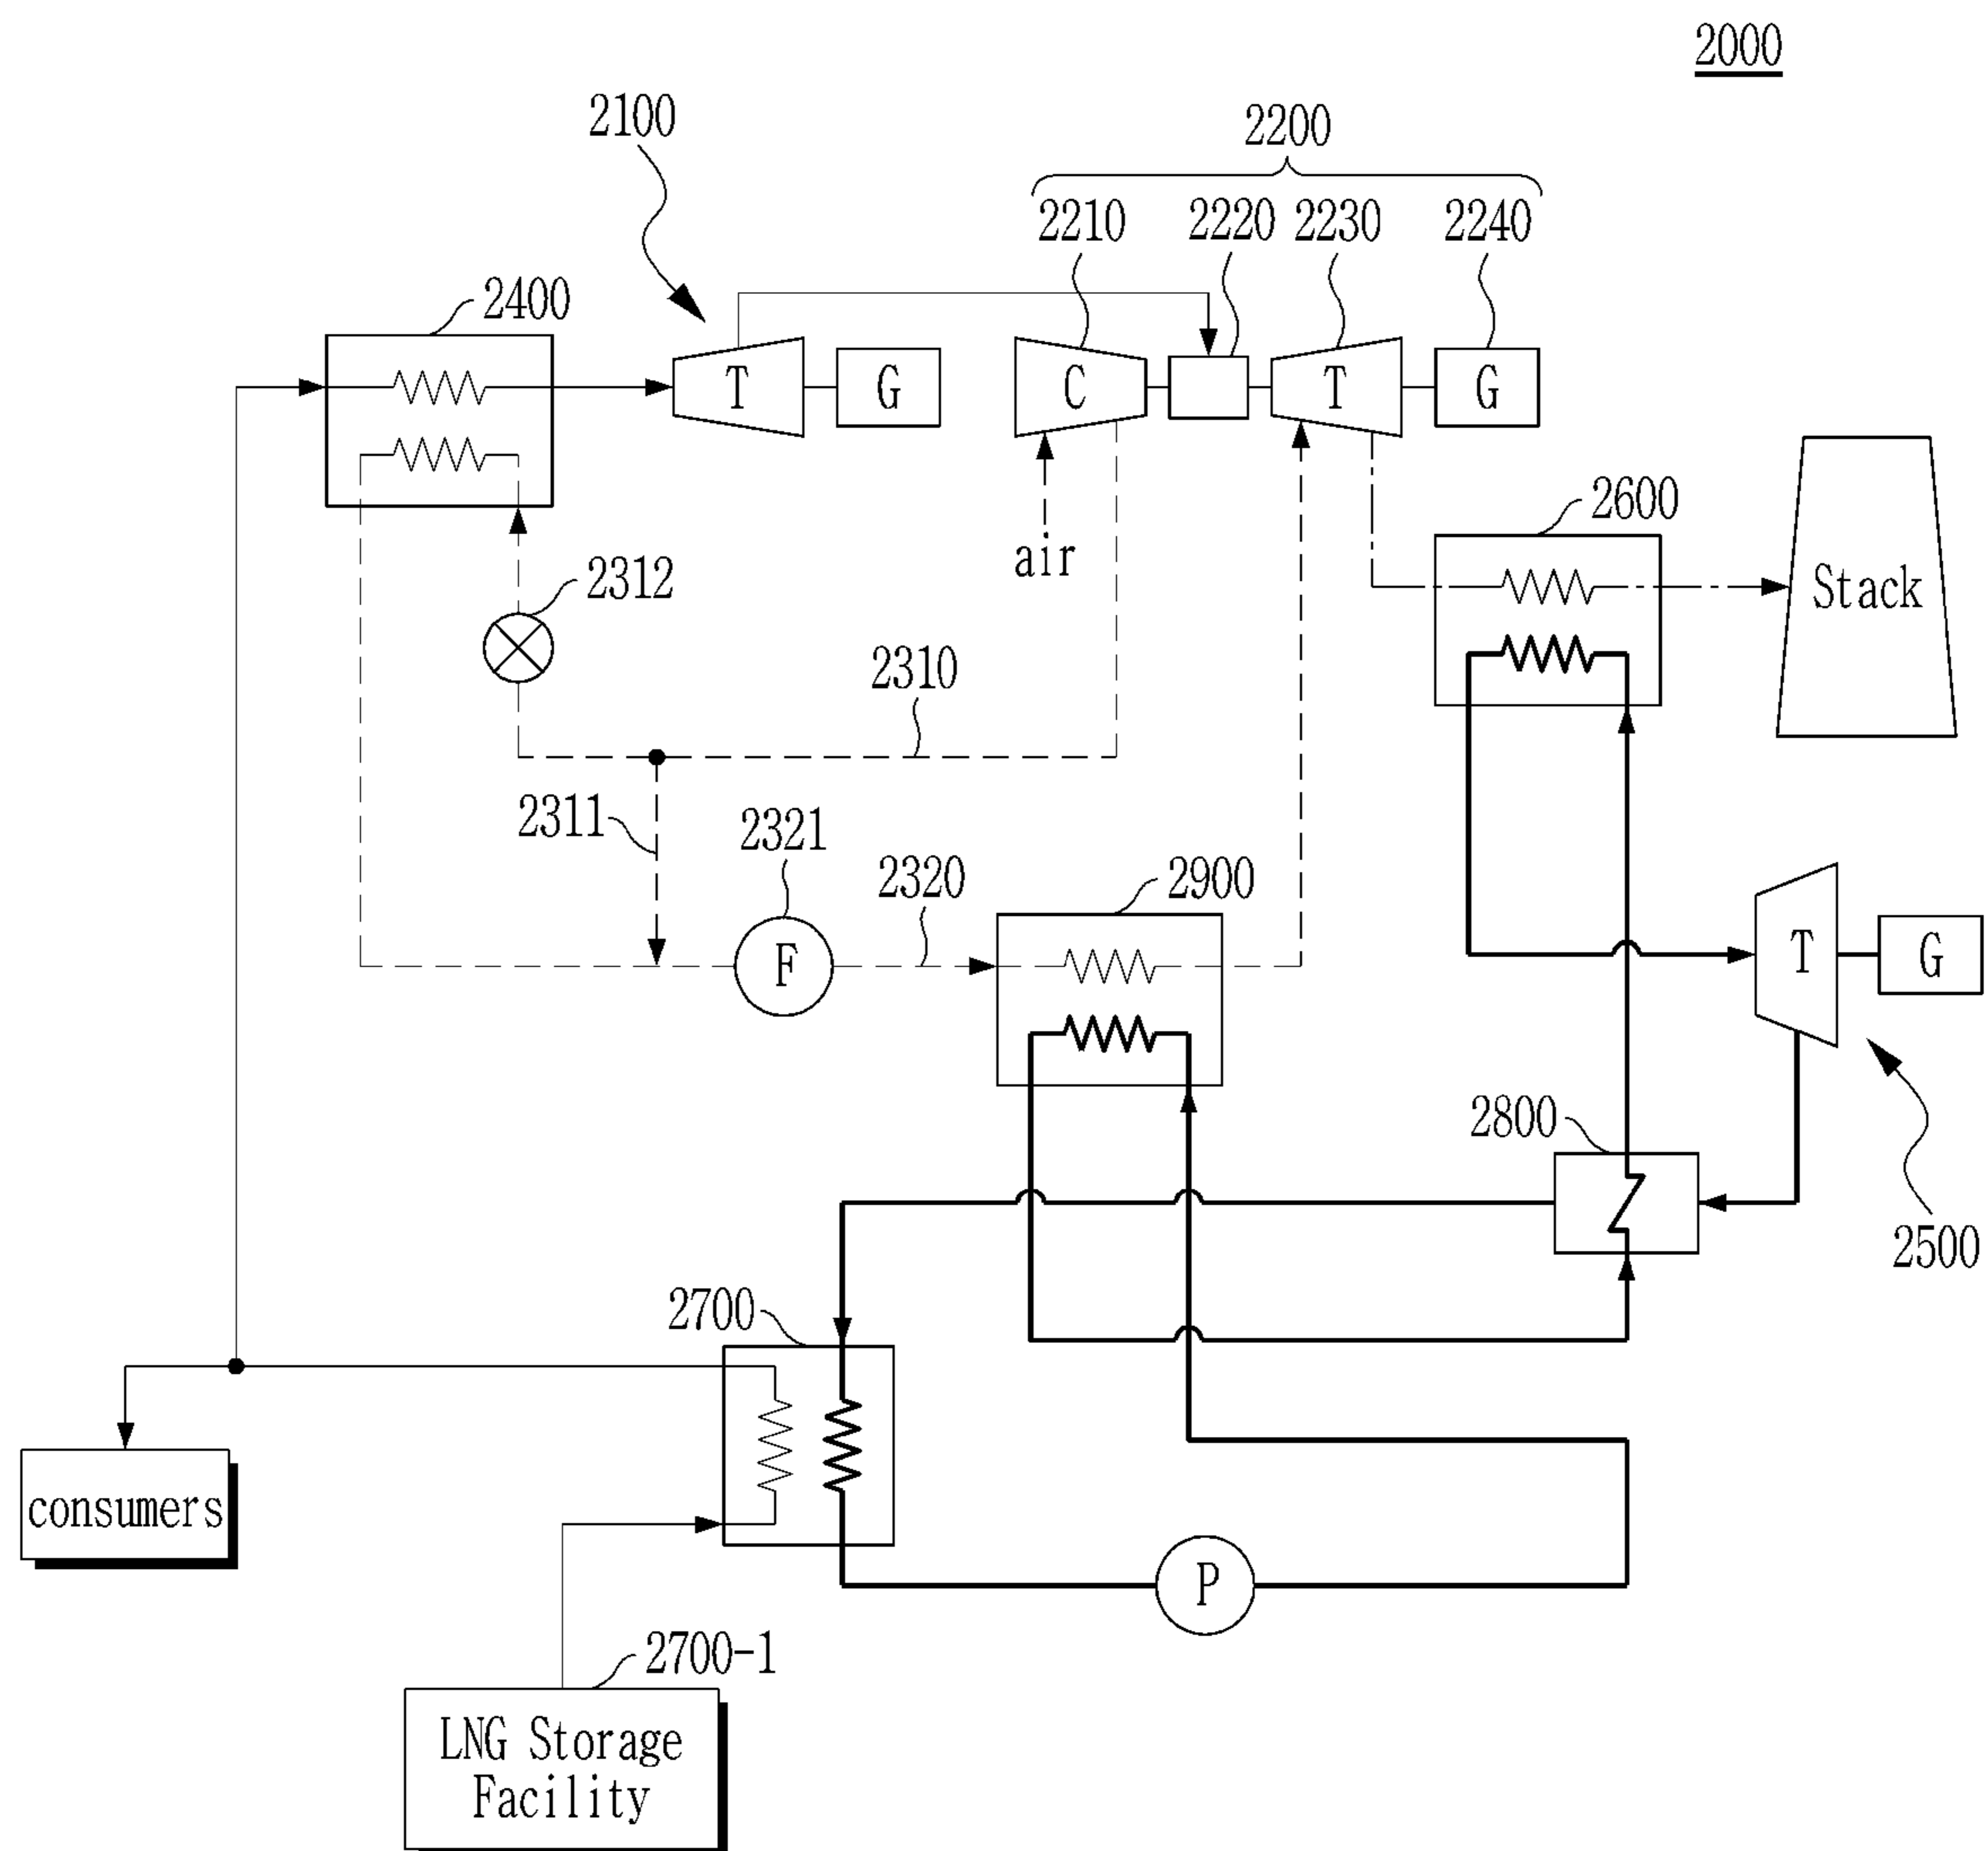 2000
2100
2200
2210
2220
2230
2240
2400
T
G
C
T
G
2600
air
2312
Stack
2310
2311
2321
2320
2900
F
T
G
2800
2500
2700
consumers
P
2700-1
LNG Storage
Facility